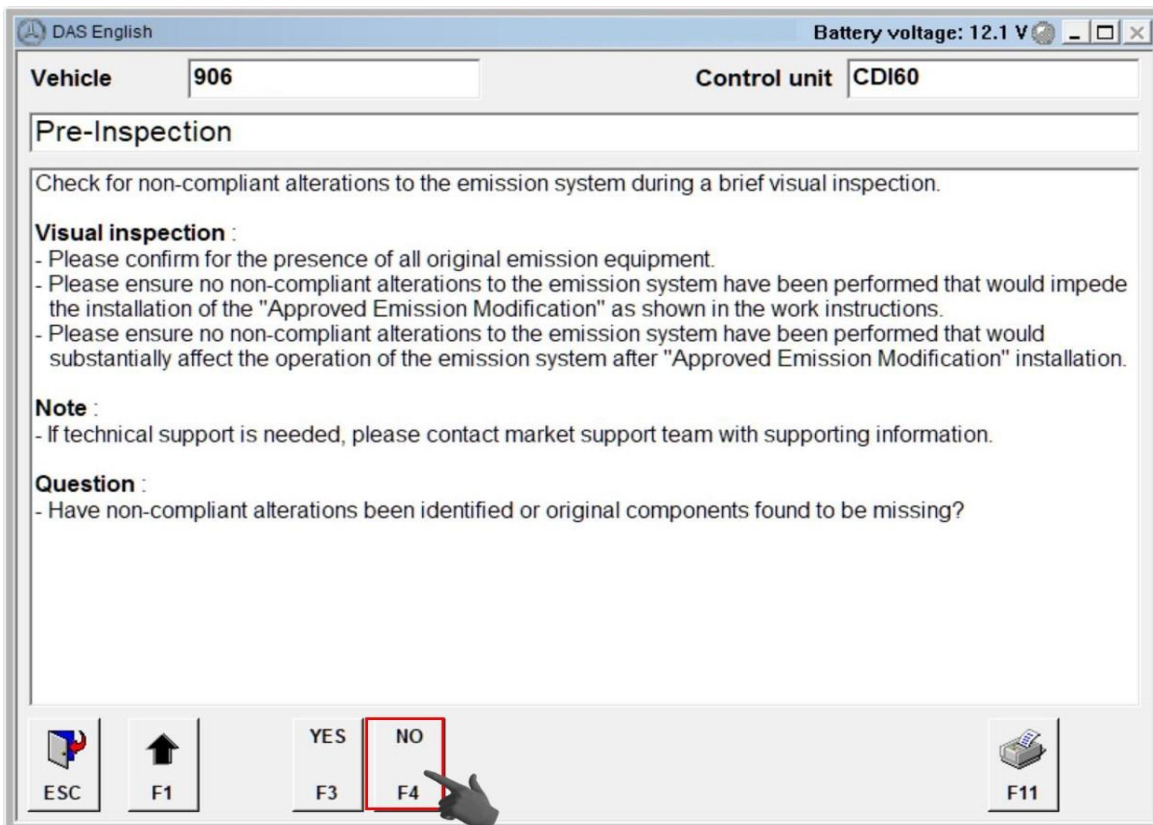 DAS English
Battery voltage: 12.1 V
Vehicle 906 Control unit CDI60
Pre-Inspection
Check for non-compliant alterations to the emission system during a brief visual inspection.
Visual inspection :
- Please confirm for the presence of all original emission equipment.
- Please ensure no non-compliant alterations to the emission system have been performed that would impede
the installation of the "Approved Emission Modification" as shown in the work instructions.
- Please ensure no non-compliant alterations to the emission system have been performed that would
substantially affect the operation of the emission system after "Approved Emission Modification" installation.
Note :
- If technical support is needed, please contact market support team with supporting information.
Question :
- Have non-compliant alterations been identified or original components found to be missing?
YES NO
ESC F1 F3 F4 F11